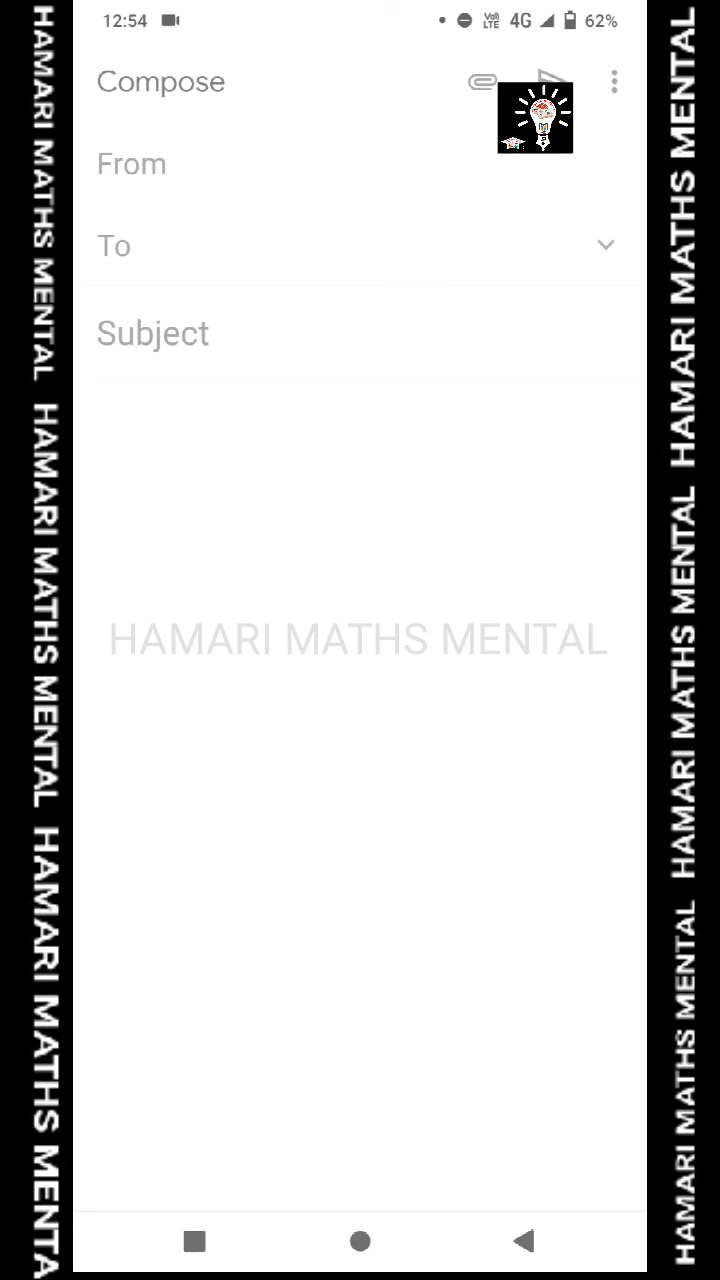 12:54 VoLTE 4G 62%
Compose
From
To
Subject
HAMARI MATHS MENTAL
HAMARI MATHS MENTAL HAMARI MATHS MENTAL HAMARI MATHS MENTA
HAMARI MATHS MENTAL HAMARI MATHS MENTAL HAMARI MATHS MENTAL